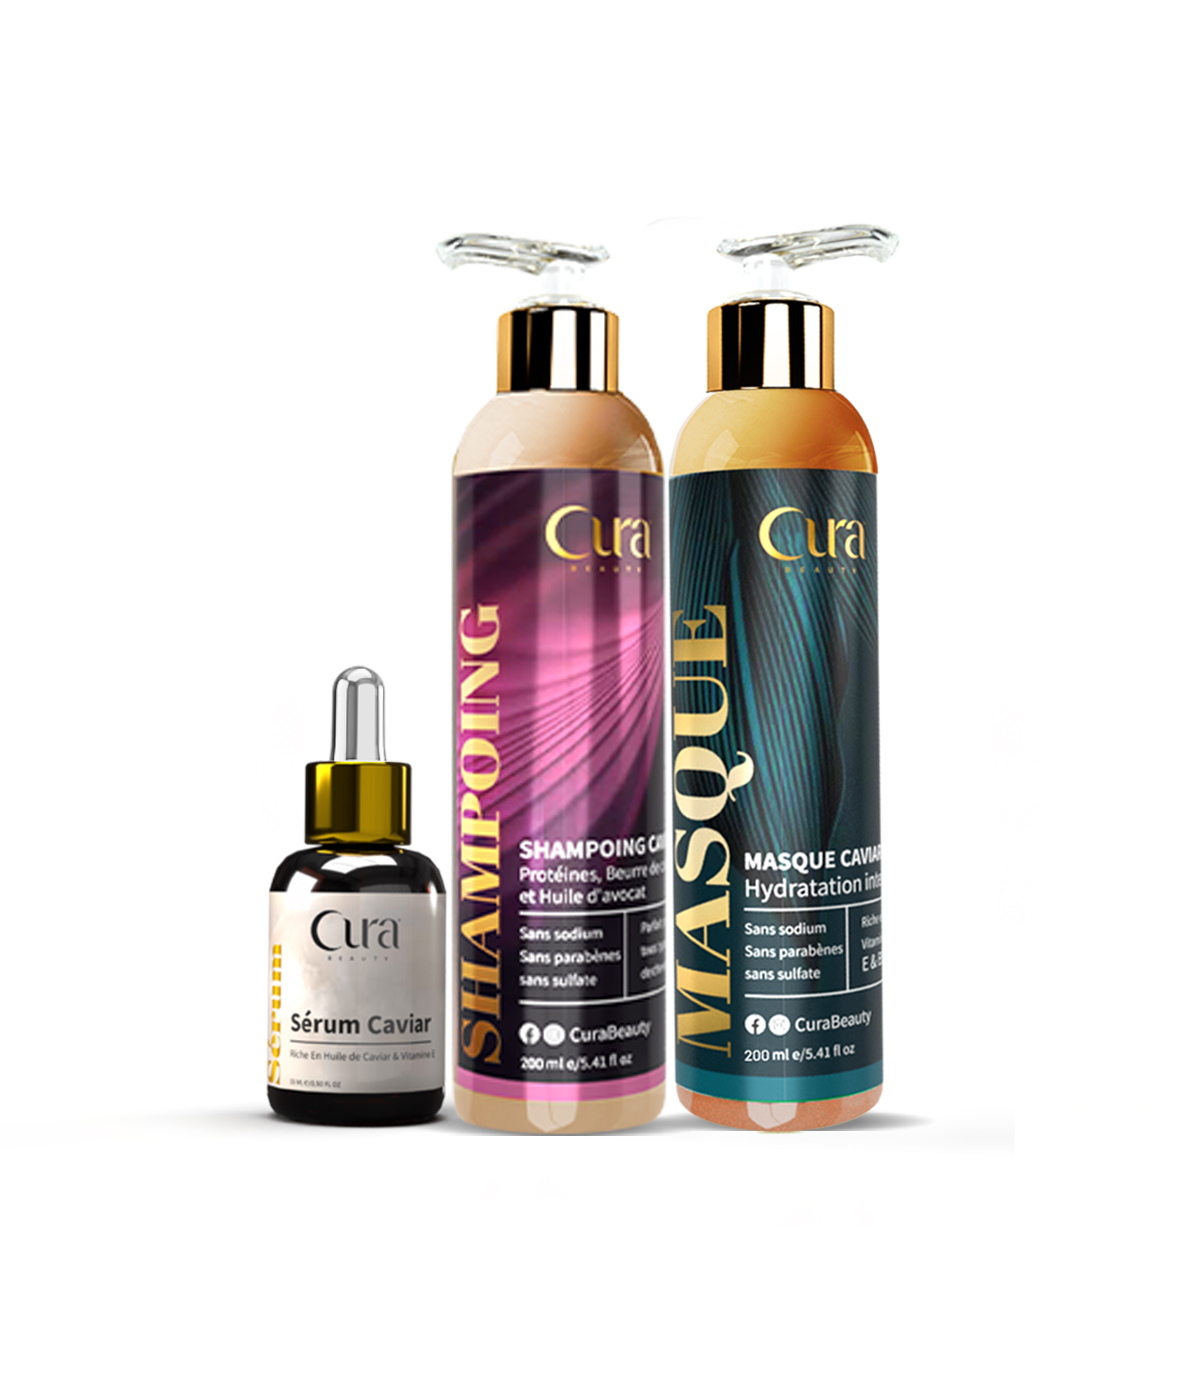 Cura
BEAUTY
Sérum
Sérum Caviar
Riche En Huile de Caviar & Vitamine E
Cura
BEAUTY
SHAMPOING
SHAMPOING
Protéines, Beurre de
et Huile d'avocat
Sans sodium
Sans parabènes
sans sulfate
CuraBeauty
200 ml e/5.41 fl oz
Cura
BEAUTY
MASQUE
MASQUE CAVIAR
Hydratation
Sans sodium
Sans parabènes
sans sulfate
Riche
E &
CuraBeauty
200 ml e/5.41 fl oz